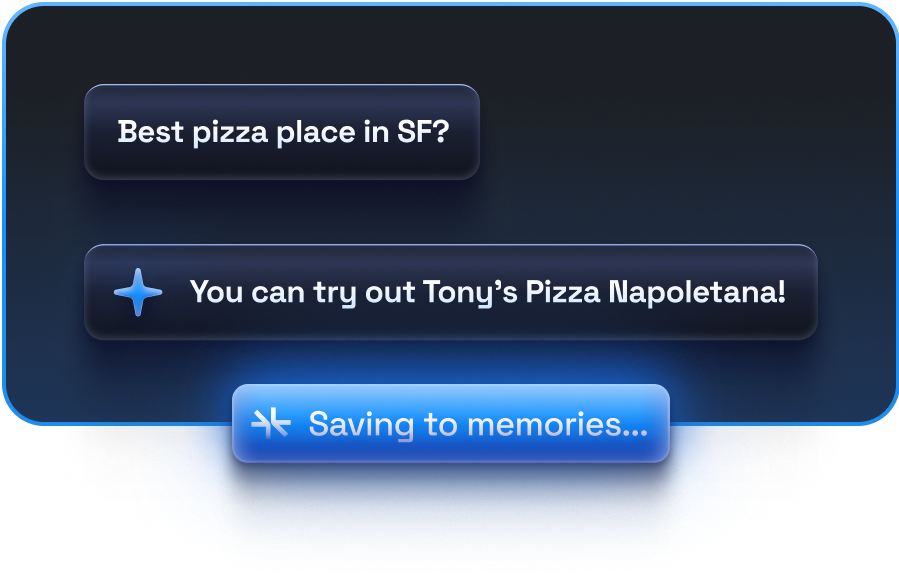 Best pizza place in SF?
You can try out Tony’s Pizza Napoletana!
Saving to memories...